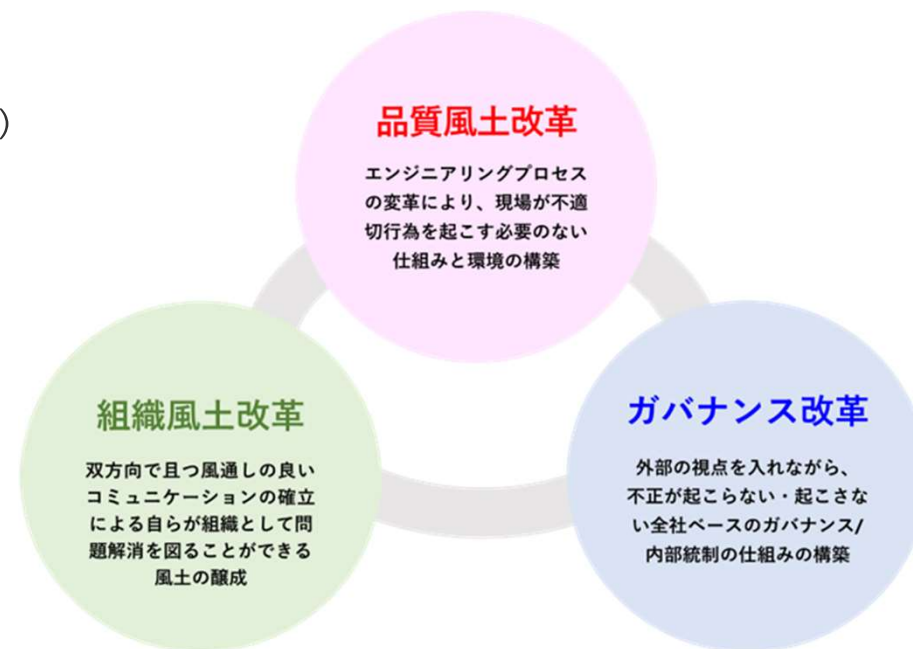 )
品質風土改革
エンジニアリングプロセス
の変革により、現場が不適
切行為を起こす必要のない
仕組みと環境の構築
組織風土改革
双方向で且つ風通しの良い
コミュニケーションの確立
による自らが組織として問
題解消を図ることができる
風土の醸成
ガバナンス改革
外部の視点を入れながら、
不正が起こらない・起こさな
い全社ベースのガバナンス/
内部統制の仕組みの構築